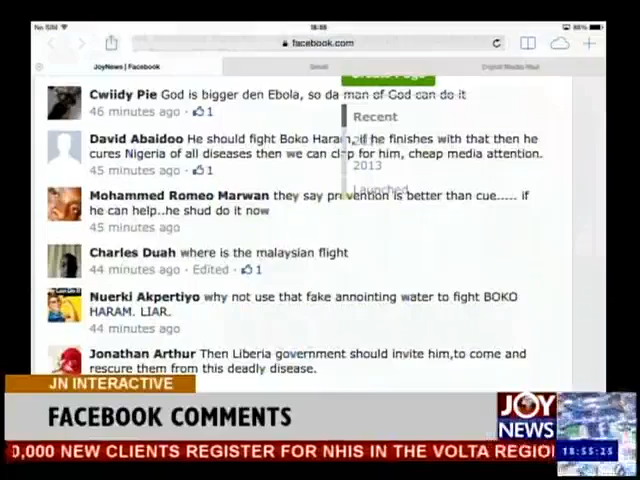 No SIM
18:55
86%
facebook.com
JoyNews | Facebook
Gmail
Cwiidy Pie God is bigger den Ebola, so da man of God can do it
46 minutes ago · 1
Recent
David Abaidoo He should fight Boko Haram, if he finishes with that then he
cures Nigeria of all diseases then we can clap for him, cheap media attention.
2013
45 minutes ago · 1
Launched
Mohammed Romeo Marwan they say prevention is better than cue..... if
he can help..he shud do it now
45 minutes ago
Charles Duah where is the malaysian flight
44 minutes ago · Edited · 1
Nuerki Akpertiyo why not use that fake annointing water to fight BOKO
HARAM. LIAR.
44 minutes ago
Jonathan Arthur Then Liberia government should invite him,to come and
rescue them from this deadly disease.
JN INTERACTIVE
FACEBOOK COMMENTS
JOY
NEWS
0,000 NEW CLIENTS REGISTER FOR NHIS IN THE VOLTA REGIO
18:55:25